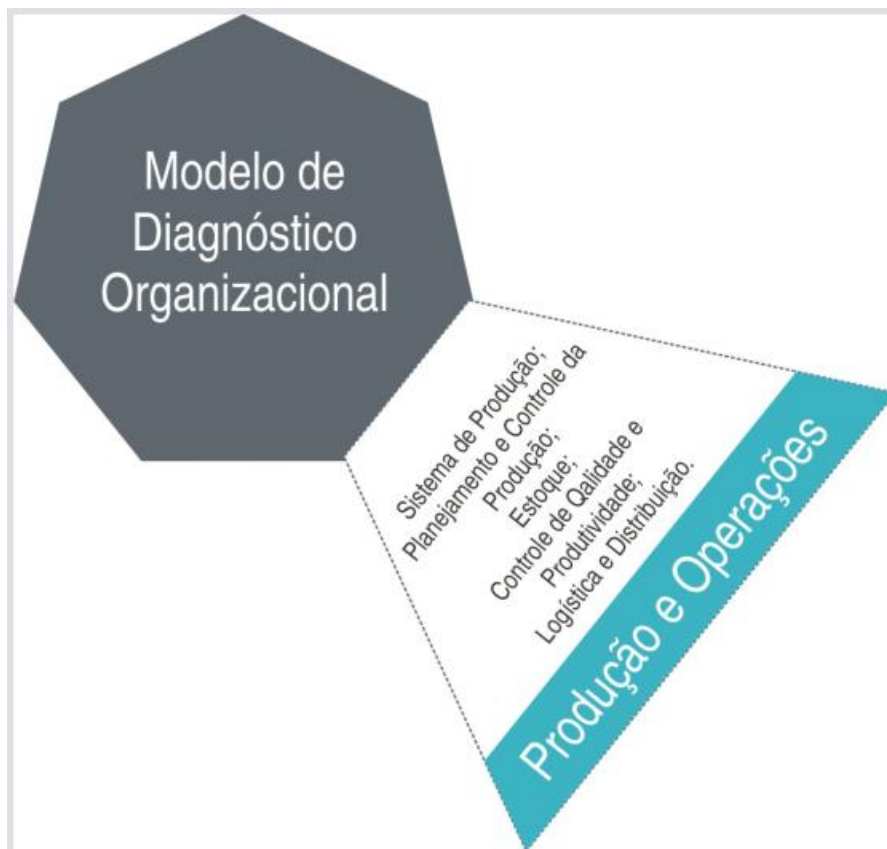 Modelo de
Diagnóstico
Organizacional
Sistema de Produção;
Planejamento e Controle da
Produção;
Estoque;
Controle de Qalidade e
Produtividade;
Logística e Distribuição.
Produção e Operações